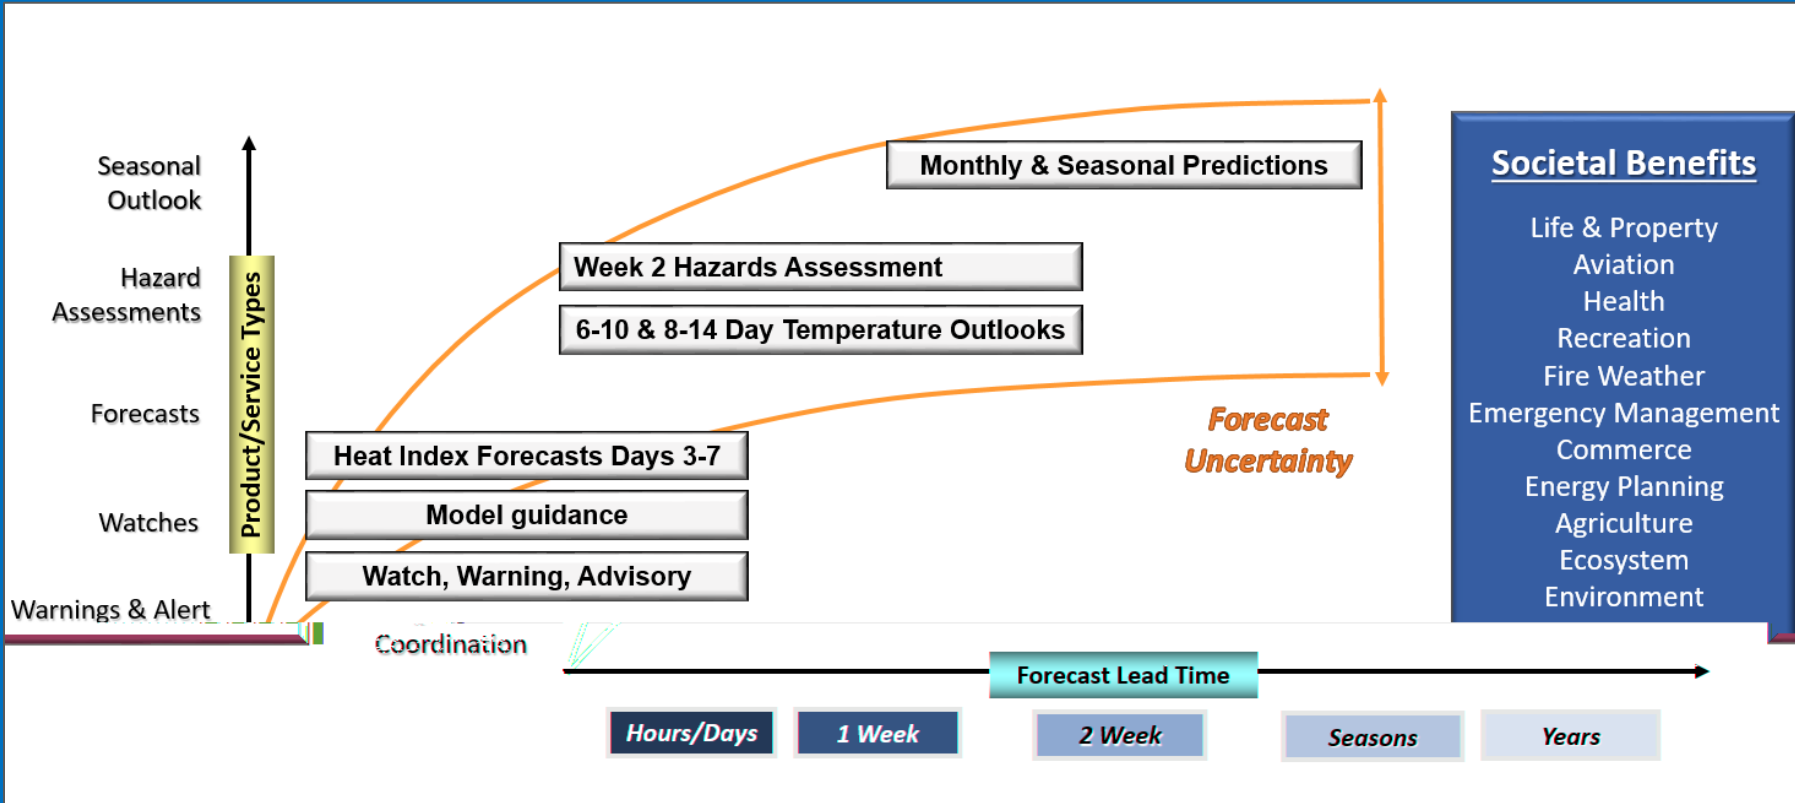 Seasonal
Outlook
Hazard
Assessments
Forecasts
Watches
Warnings & Alert
Coordination
Product/Service Types
Monthly & Seasonal Predictions
Week 2 Hazards Assessment
6-10 & 8-14 Day Temperature Outlooks
Heat Index Forecasts Days 3-7
Model guidance
Watch, Warning, Advisory
Forecast
Uncertainty
Societal Benefits
Life & Property
Aviation
Health
Recreation
Fire Weather
Emergency Management
Commerce
Energy Planning
Agriculture
Ecosystem
Environment
Forecast Lead Time
Hours/Days
1 Week
2 Week
Seasons
Years